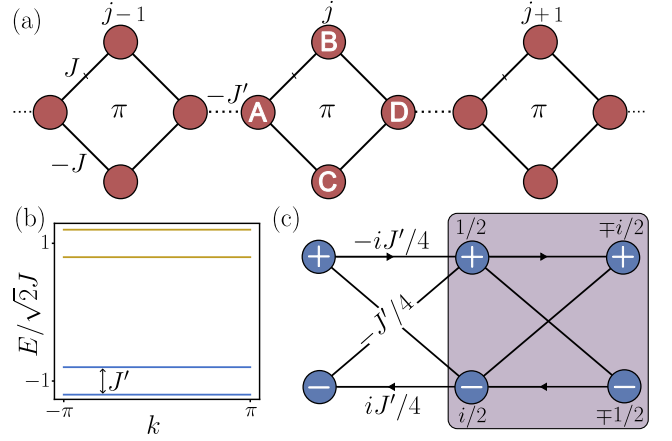 (a)
j−1
j
j+1
J
π
−J
−J′
A
B
C
D
π
π
(b)
E/√2J
1
−1
J′
−π
π
k
(c)
−iJ′/4
1/2
∓i/2
+
+
+
−J′/4
−
−
−
iJ′/4
i/2
∓1/2